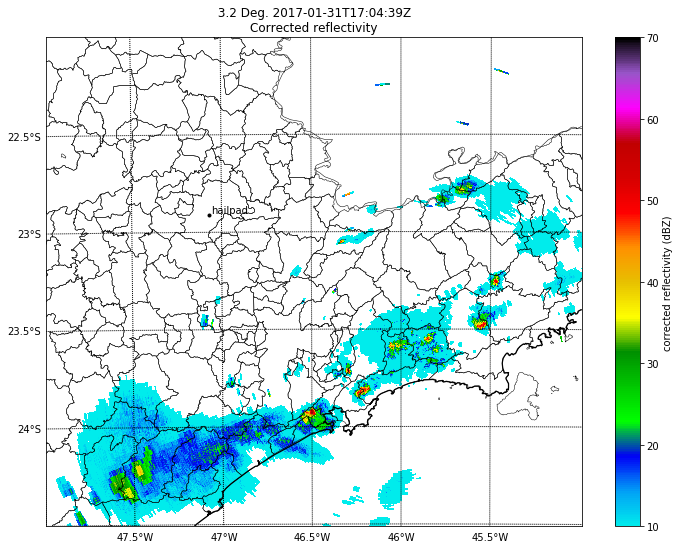 3.2 Deg. 2017-01-31T17:04:39Z
Corrected reflectivity
22.5°S
23°S
23.5°S
24°S
47.5°W
47°W
46.5°W
46°W
45.5°W
hailpad
70
60
50
40
30
20
10
corrected reflectivity (dBZ)